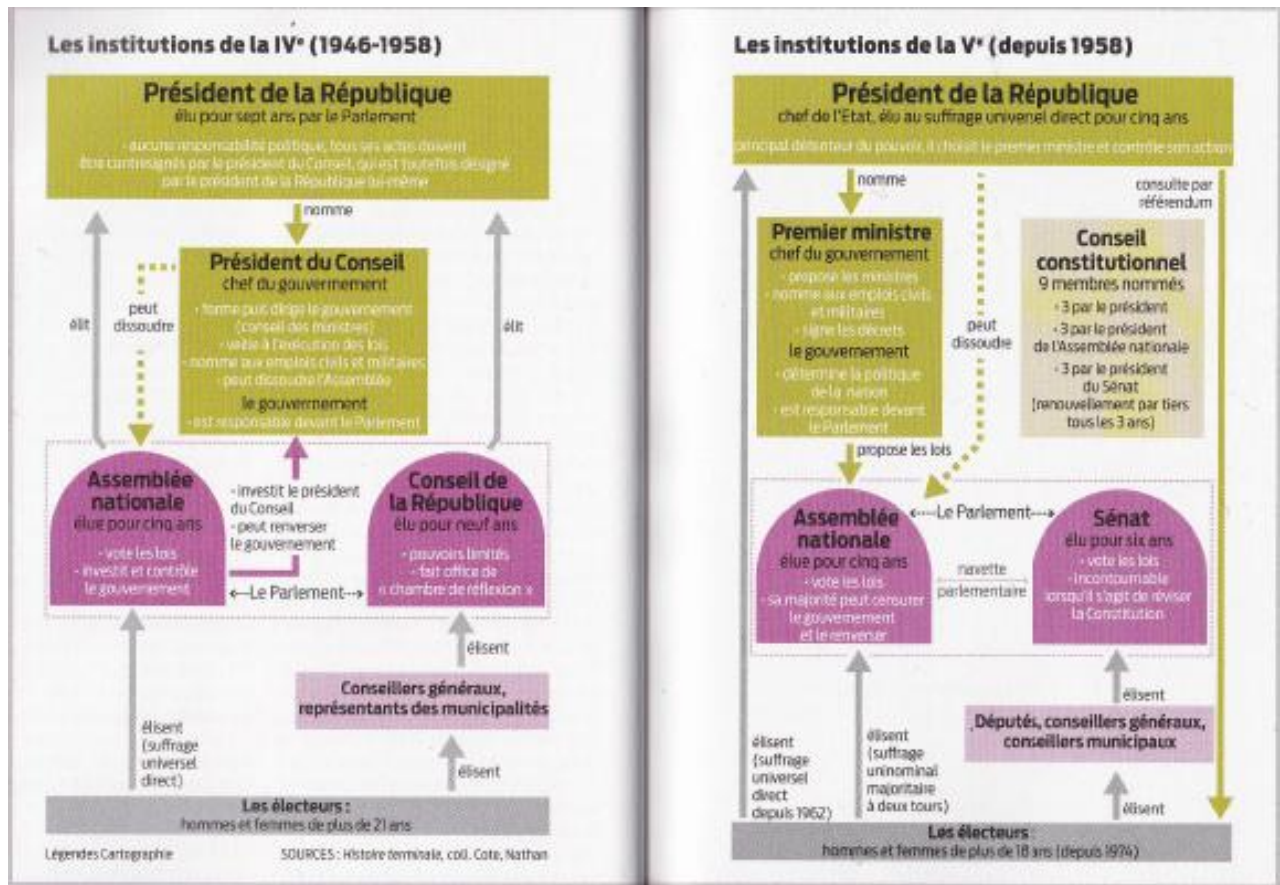 Les institutions de la IVᵉ (1946-1958)
Président de la République
élu pour sept ans par le Parlement
- aucune responsabilité politique, tous ses actes doivent
être contresignés par le président du Conseil, qui est toutefois désigné
par le président de la République lui-même
nomme
Président du Conseil
chef du gouvernement
- forme puis dirige le gouvernement
(conseil des ministres)
- veille à l'exécution des lois
- nomme aux emplois civils et militaires
- peut dissoudre l'Assemblée
le gouvernement
- est responsable devant le Parlement
élit
peut
dissoudre
élit
Assemblée
nationale
élue pour cinq ans
- vote les lois
- investit et contrôle
le gouvernement
- investit le président
du Conseil
- peut renverser
le gouvernement
Le Parlement
Conseil de
la République
élu pour neuf ans
- pouvoirs limités
- fait office de
« chambre de réflexion »
élisent
Conseillers généraux,
représentants des municipalités
élisent
(suffrage
universel
direct)
élisent
Les électeurs :
hommes et femmes de plus de 21 ans
Légendes Cartographie
SOURCES : Histoire terminale, coll. Cote, Nathan
Les institutions de la Vᵉ (depuis 1958)
Président de la République
chef de l'Etat, élu au suffrage universel direct pour cinq ans
principal détenteur du pouvoir, il choisit le premier ministre et contrôle son action
nomme
consulte par
référendum
Premier ministre
chef du gouvernement
- propose les ministres
- nomme aux emplois civils
et militaires
- signe les décrets
le gouvernement
- détermine la politique
de la nation
- est responsable devant
le Parlement
peut
dissoudre
Conseil
constitutionnel
9 membres nommés
- 3 par le président
- 3 par le président
de l'Assemblée nationale
- 3 par le président
du Sénat
(renouvellement par tiers
tous les 3 ans)
propose les lois
Assemblée
nationale
élue pour cinq ans
- vote les lois
- sa majorité peut censurer
le gouvernement
et le renverser
Le Parlement
navette
parlementaire
Sénat
élu pour six ans
- vote les lois
- incontournable
lorsqu'il s'agit de réviser
la Constitution
élisent
Députés, conseillers généraux,
conseillers municipaux
élisent
(suffrage
universel
direct
depuis 1962)
élisent
(suffrage
uninominal
majoritaire
à deux tours)
élisent
Les électeurs
hommes et femmes de plus de 18 ans (depuis 1974)